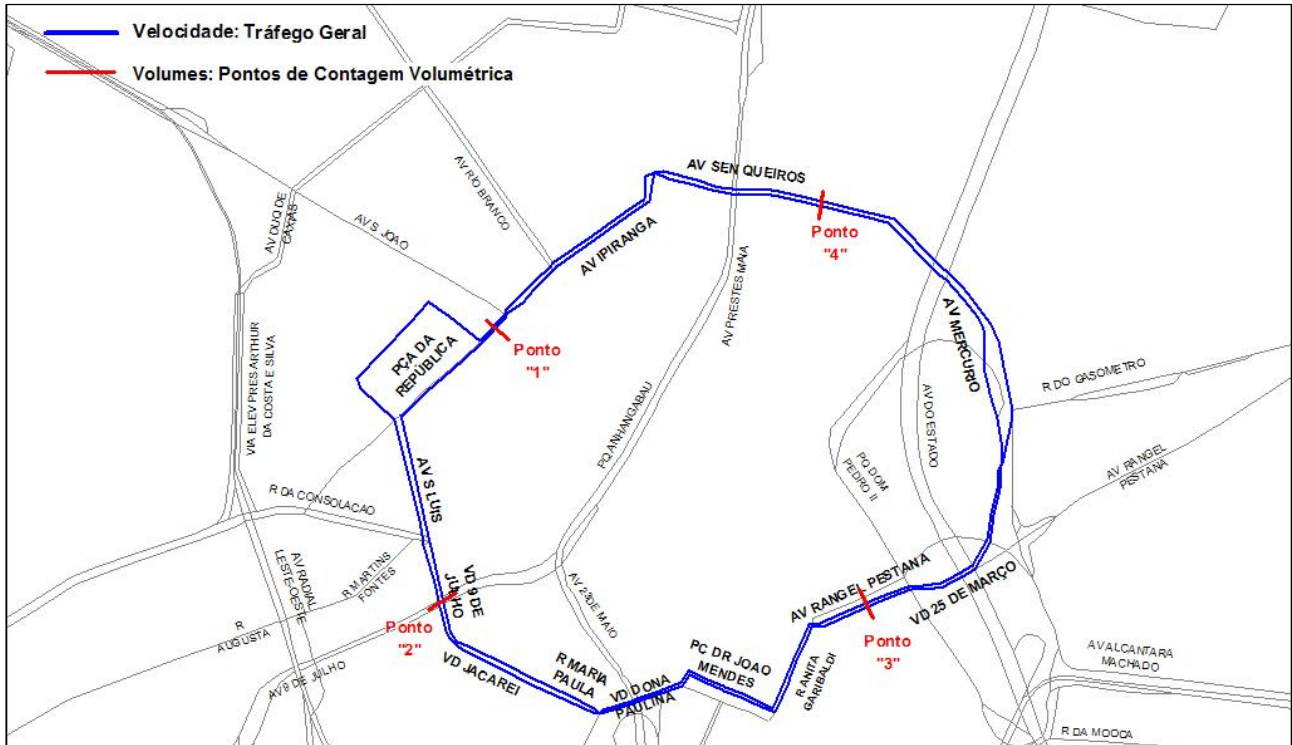 Velocidade: Tráfego Geral
Volumes: Pontos de Contagem Volumétrica
AV SEN QUEIROS
AV RIO BRANCO
AV DUQ DE
CAXIAS
AV S JOAO
Ponto
"4"
AV IPIRANGA
AV PRESTES MAIA
AV MERCURIO
PÇA DA
REPÚBLICA
Ponto
"1"
R DO GASOMETRO
VIA ELEV PRES ARTHUR
DA COSTA E SILVA
AV DO ESTADO
PQ ANHANGABAU
AV RANGEL
PESTANA
PQ DOM
PEDRO II
AV S LUIS
R DA CONSOLACAO
R MARTINS
FONTES
AV RADIAL
LESTE-OESTE
VD 9 DE
JULHO
AV RANGEL PESTANA
VD 25 DE MARÇO
AV 23 DE MAIO
R
AUGUSTA
Ponto
"2"
Ponto
"3"
AV 9 DE JULHO
VD JACAREI
R MARIA
PAULA
PC DR JOAO
MENDES
R ANITA
GARIBALDI
AV ALCANTARA
MACHADO
VD DONA
PAULINA
R DA MOOCA